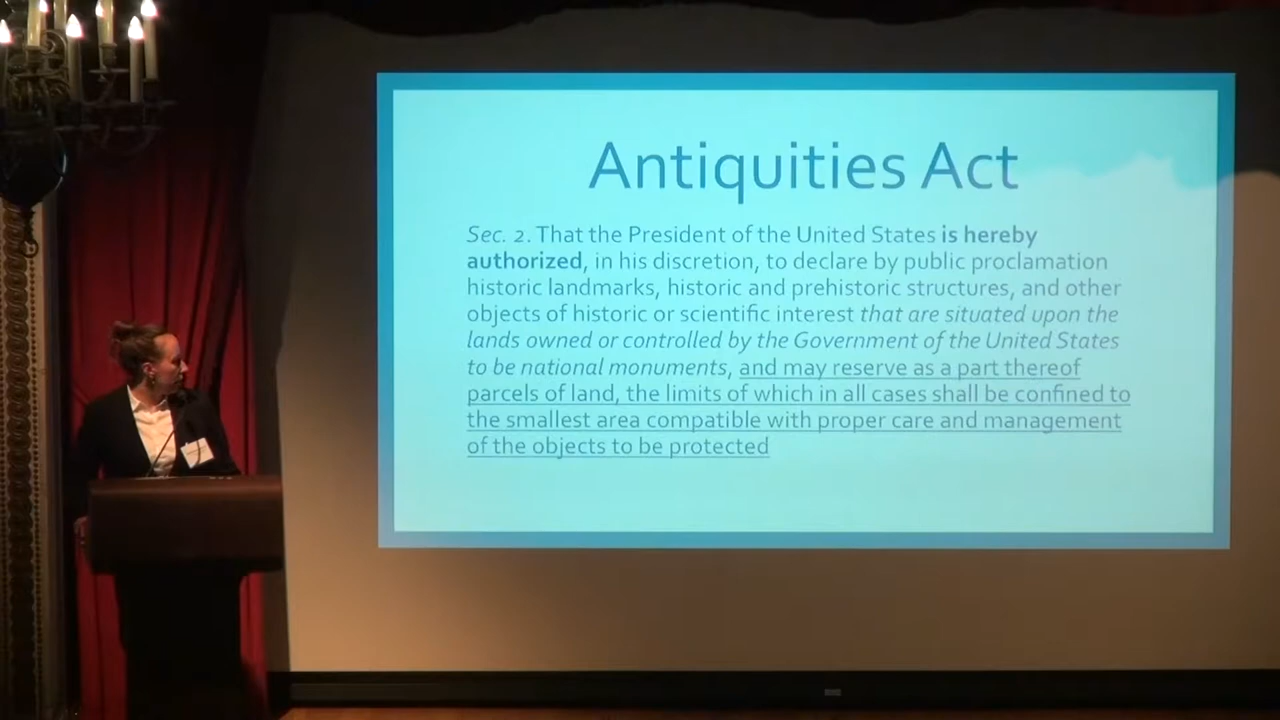 Antiquities Act
Sec. 2. That the President of the United States is hereby
authorized, in his discretion, to declare by public proclamation
historic landmarks, historic and prehistoric structures, and other
objects of historic or scientific interest that are situated upon the
lands owned or controlled by the Government of the United States
to be national monuments, and may reserve as a part thereof
parcels of land, the limits of which in all cases shall be confined to
the smallest area compatible with proper care and management
of the objects to be protected